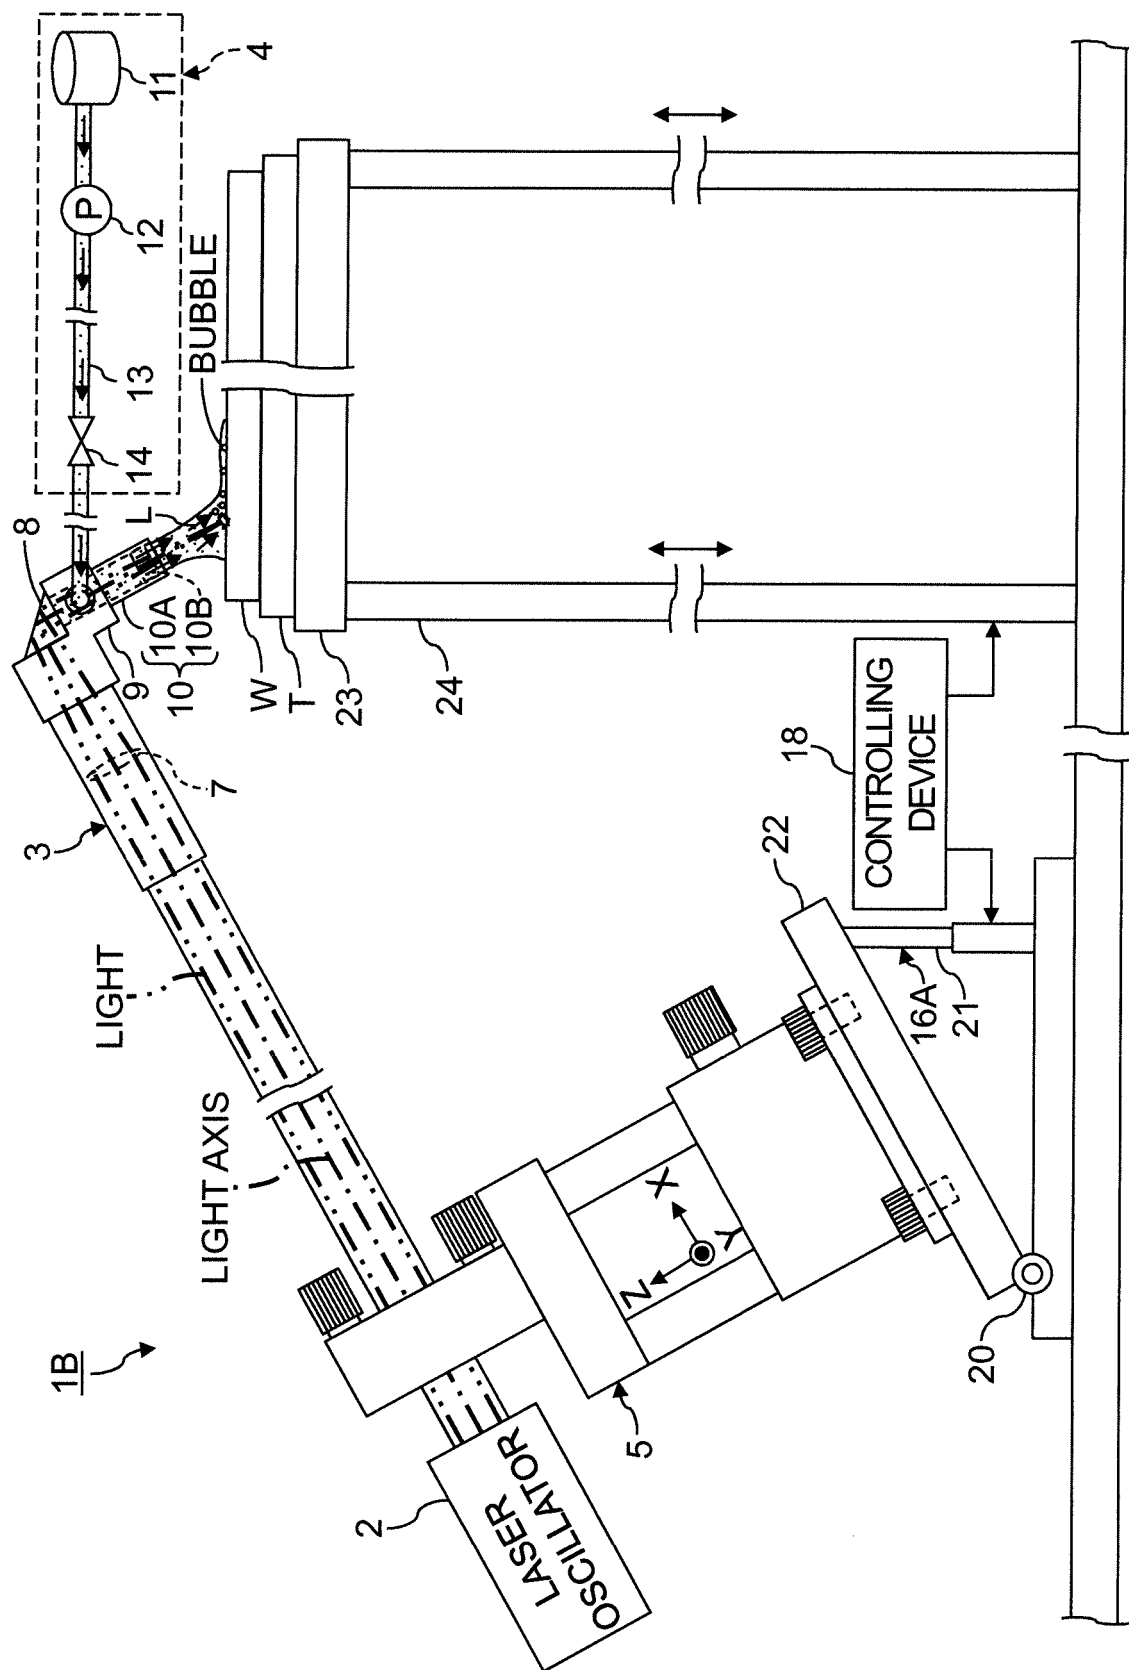 1B
2
LASER
OSCILLATOR
LIGHT AXIS
LIGHT
3
7
8
9
10
10A
10B
L
14
13
12
P
11
4
BUBBLE
W
T
23
24
18
CONTROLLING
DEVICE
22
16A
21
20
5
X
Y
Z